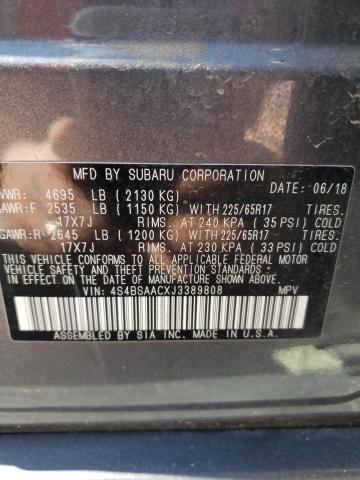 MFD BY SUBARU CORPORATION
VWR: 4695 LB (2130 KG) DATE: 06/18
GAWR:F 2535 LB (1150 KG) WITH 225/65R17 TIRES.
17X7J RIMS. AT 240 KPA (35 PSI) COLD
GAWR:R 2645 LB (1200 KG) WITH 225/65R17 TIRES.
17X7J RIMS. AT 230 KPA (33 PSI) COLD
THIS VEHICLE CONFORMS TO ALL APPLICABLE FEDERAL MOTOR
VEHICLE SAFETY, BUMPER, AND THEFT PREVENTION STANDARDS
IN EFFECT ON THE DATE OF MANUFACTURE SHOWN ABOVE.
VIN: 4S4BSAACXJ3389808 MPV
ASSEMBLED BY SIA INC. MADE IN U.S.A.